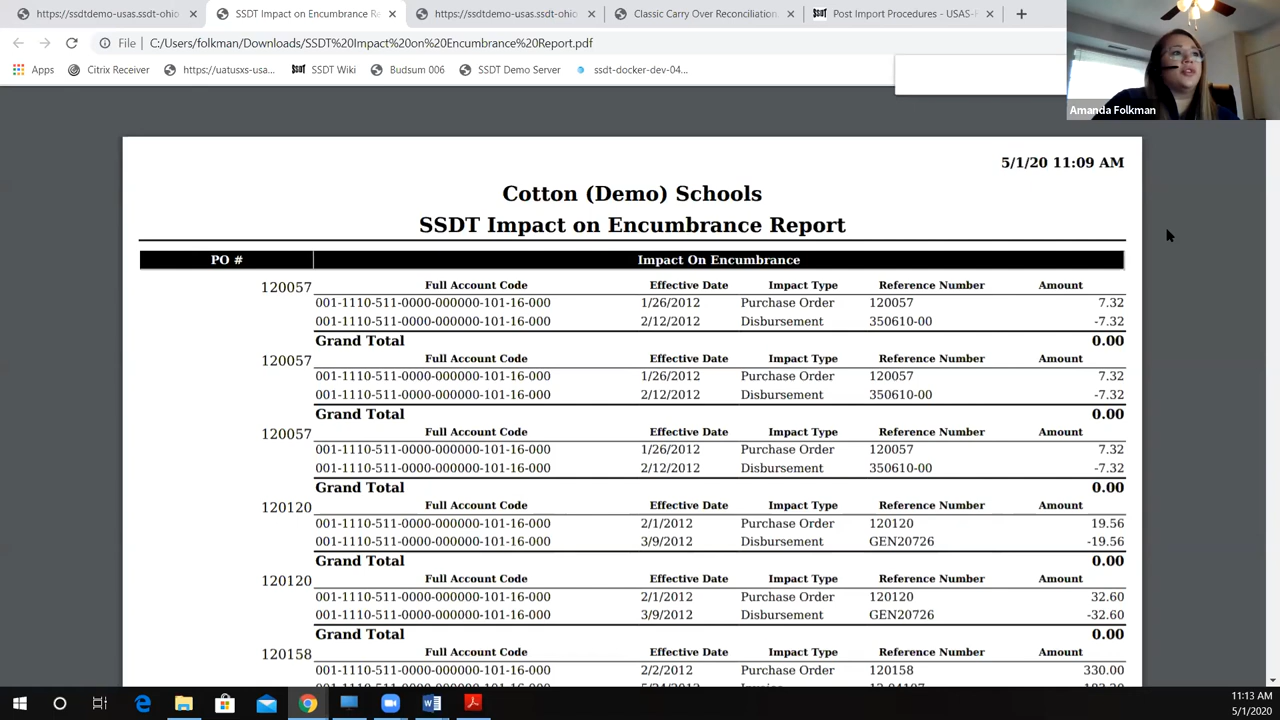 https://ssdtdemo-usas.ssdt-ohio
SSDT Impact on Encumbrance Re
https://ssdtdemo-usas.ssdt-ohio
Classic Carry Over Reconciliation
SSDT Post Import Procedures - USAS-
File C:/Users/folkman/Downloads/SSDT%20Impact%20on%20Encumbrance%20Report.pdf
Apps Citrix Receiver https://uatusxs-usa... SSDT SSDT Wiki Budsum 006 SSDT Demo Server ssdt-docker-dev-04...
Amanda Folkman
5/1/20 11:09 AM
Cotton (Demo) Schools
SSDT Impact on Encumbrance Report
PO # Impact On Encumbrance
120057 Full Account Code Effective Date Impact Type Reference Number Amount
001-1110-511-0000-000000-101-16-000 1/26/2012 Purchase Order 120057 7.32
001-1110-511-0000-000000-101-16-000 2/12/2012 Disbursement 350610-00 -7.32
Grand Total 0.00
120057 Full Account Code Effective Date Impact Type Reference Number Amount
001-1110-511-0000-000000-101-16-000 1/26/2012 Purchase Order 120057 7.32
001-1110-511-0000-000000-101-16-000 2/12/2012 Disbursement 350610-00 -7.32
Grand Total 0.00
120057 Full Account Code Effective Date Impact Type Reference Number Amount
001-1110-511-0000-000000-101-16-000 1/26/2012 Purchase Order 120057 7.32
001-1110-511-0000-000000-101-16-000 2/12/2012 Disbursement 350610-00 -7.32
Grand Total 0.00
120120 Full Account Code Effective Date Impact Type Reference Number Amount
001-1110-511-0000-000000-101-16-000 2/1/2012 Purchase Order 120120 19.56
001-1110-511-0000-000000-101-16-000 3/9/2012 Disbursement GEN20726 -19.56
Grand Total 0.00
120120 Full Account Code Effective Date Impact Type Reference Number Amount
001-1110-511-0000-000000-101-16-000 2/1/2012 Purchase Order 120120 32.60
001-1110-511-0000-000000-101-16-000 3/9/2012 Disbursement GEN20726 -32.60
Grand Total 0.00
120158 Full Account Code Effective Date Impact Type Reference Number Amount
001-1110-511-0000-000000-101-16-000 2/2/2012 Purchase Order 120158 330.00
11:13 AM
5/1/2020